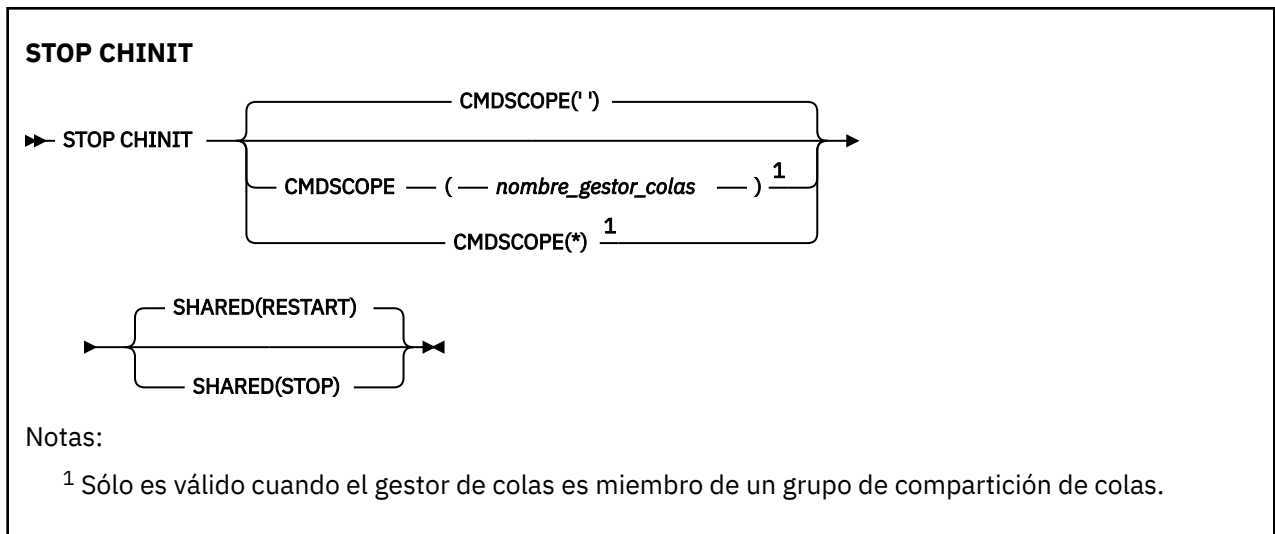 STOP CHINIT
CMDSCOPE(' ')
STOP CHINIT
CMDSCOPE ( nombre_gestor_colas ) 1
CMDSCOPE(*) 1
SHARED(RESTART)
SHARED(STOP)
Notas:
1 Sólo es válido cuando el gestor de colas es miembro de un grupo de compartición de colas.